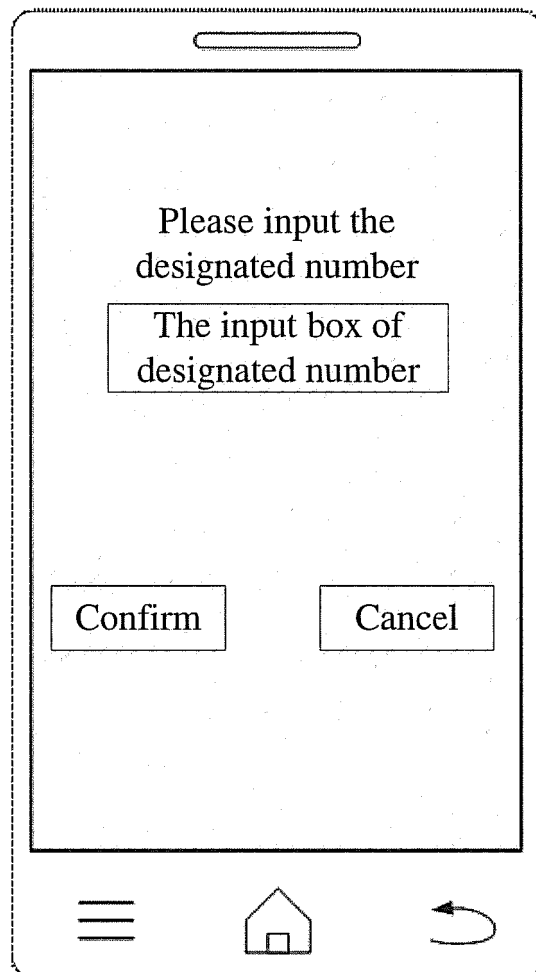 Please input the
designated number
The input box of
designated number
Confirm
Cancel